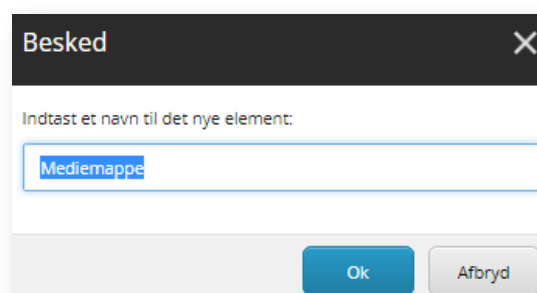 Besked
Indtast et navn til det nye element:
Mediemappe
Ok
Afbryd